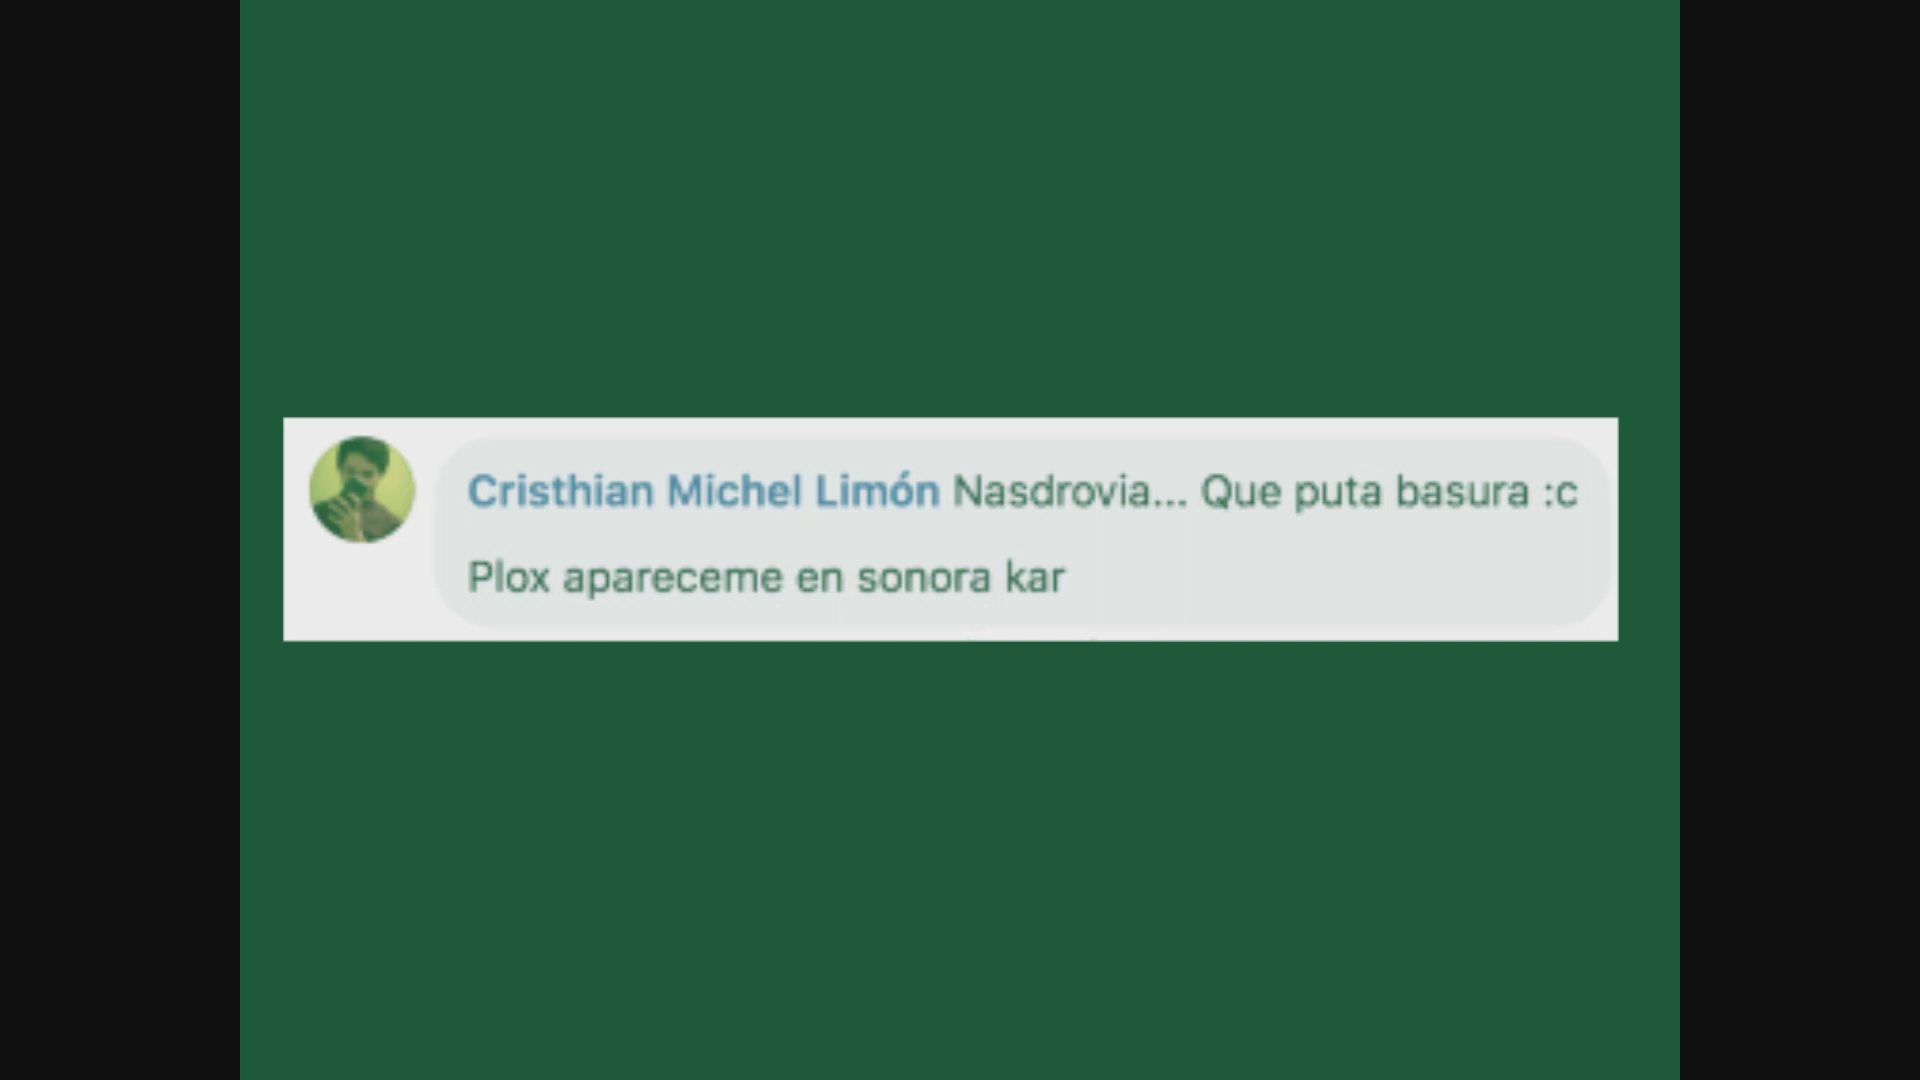 Cristhian Michel Limón Nasdrovia... Que puta basura :c
Plox apareceme en sonora kar